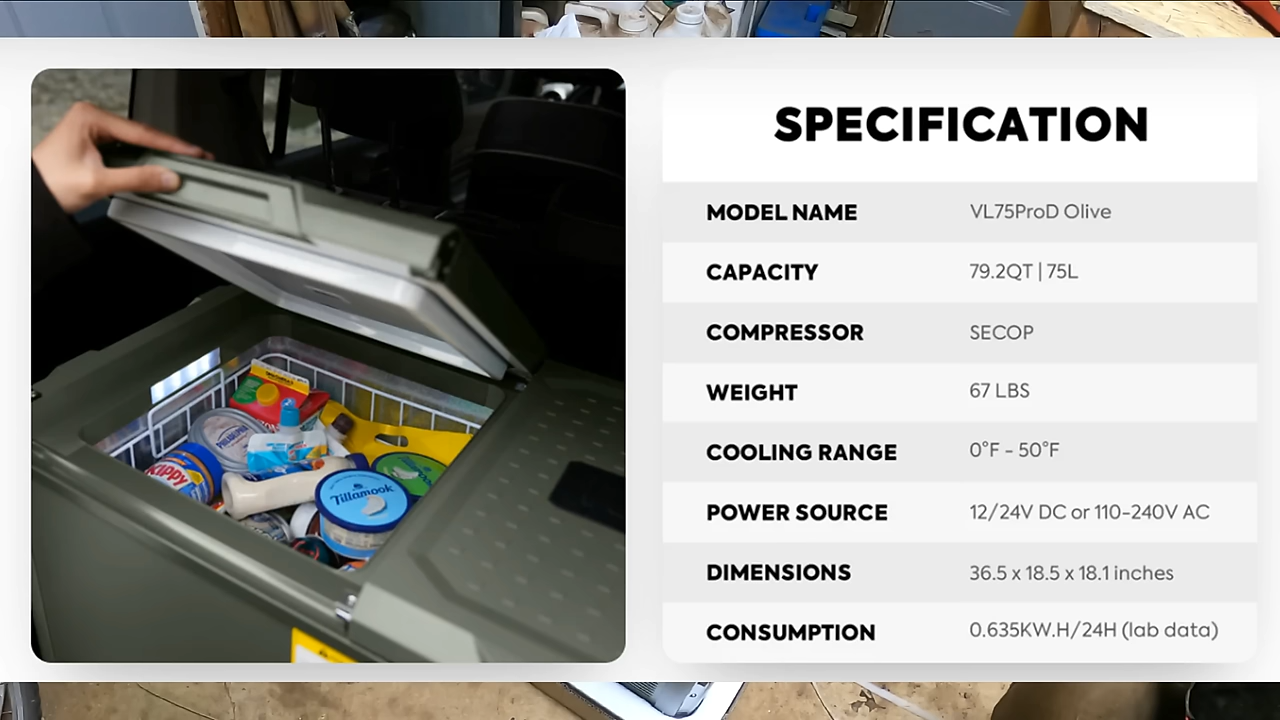 SPECIFICATION
MODEL NAME VL75ProD Olive
CAPACITY 79.2QT | 75L
COMPRESSOR SECOP
WEIGHT 67 LBS
COOLING RANGE 0°F - 50°F
POWER SOURCE 12/24V DC or 110-240V AC
DIMENSIONS 36.5 x 18.5 x 18.1 inches
CONSUMPTION 0.635KW.H/24H (lab data)
PHILADELPHIA
KIPPY
Tillamook